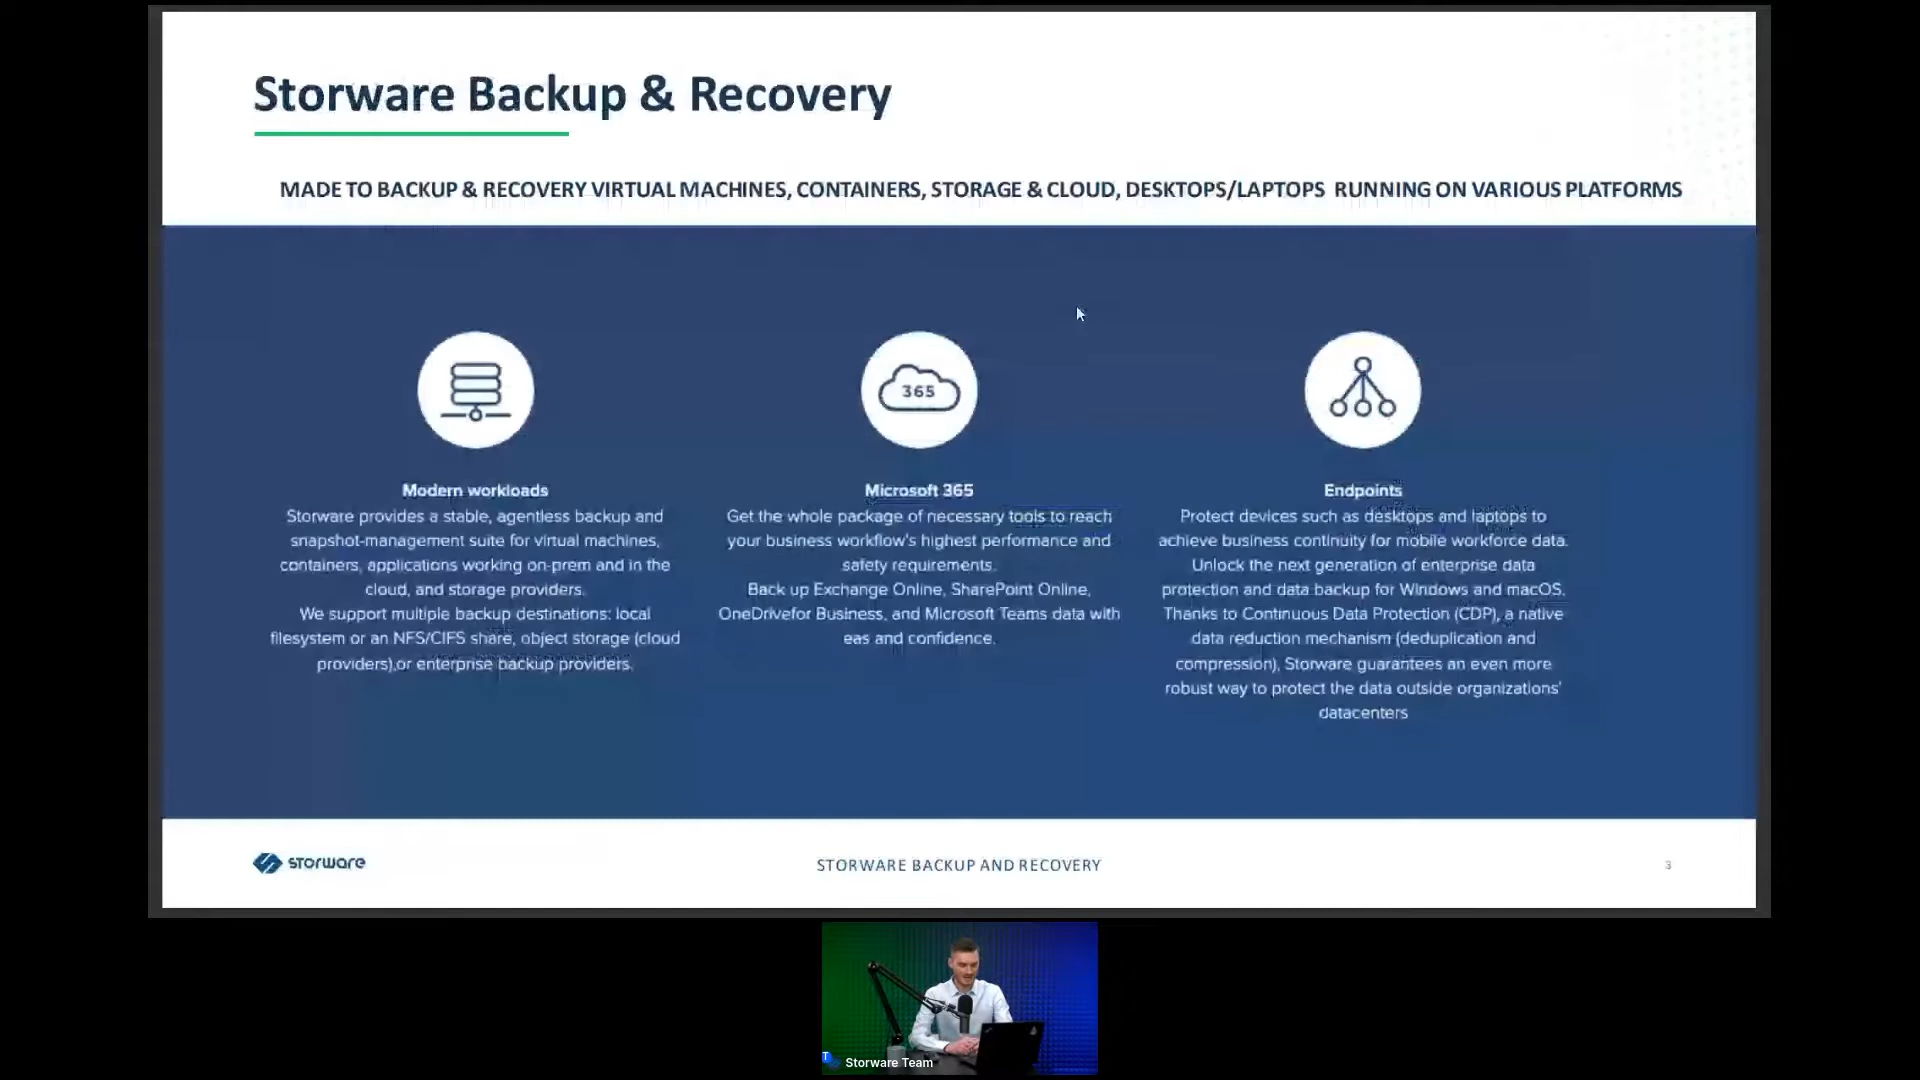 Storware Backup & Recovery
MADE TO BACKUP & RECOVERY VIRTUAL MACHINES, CONTAINERS, STORAGE & CLOUD, DESKTOPS/LAPTOPS RUNNING ON VARIOUS PLATFORMS
Modern workloads
Storware provides a stable, agentless backup and
snapshot-management suite for virtual machines,
containers, applications working on-prem and in the
cloud, and storage providers.
We support multiple backup destinations: local
filesystem or an NFS/CIFS share, object storage (cloud
providers),or enterprise backup providers.
365
Microsoft 365
Get the whole package of necessary tools to reach
your business workflow's highest performance and
safety requirements.
Back up Exchange Online, SharePoint Online,
OneDrivefor Business, and Microsoft Teams data with
eas and confidence.
Endpoints
Protect devices such as desktops and laptops to
achieve business continuity for mobile workforce data.
Unlock the next generation of enterprise data
protection and data backup for Windows and macOS.
Thanks to Continuous Data Protection (CDP), a native
data reduction mechanism (deduplication and
compression), Storware guarantees an even more
robust way to protect the data outside organizations'
datacenters
storware
STORWARE BACKUP AND RECOVERY
3
T
Storware Team